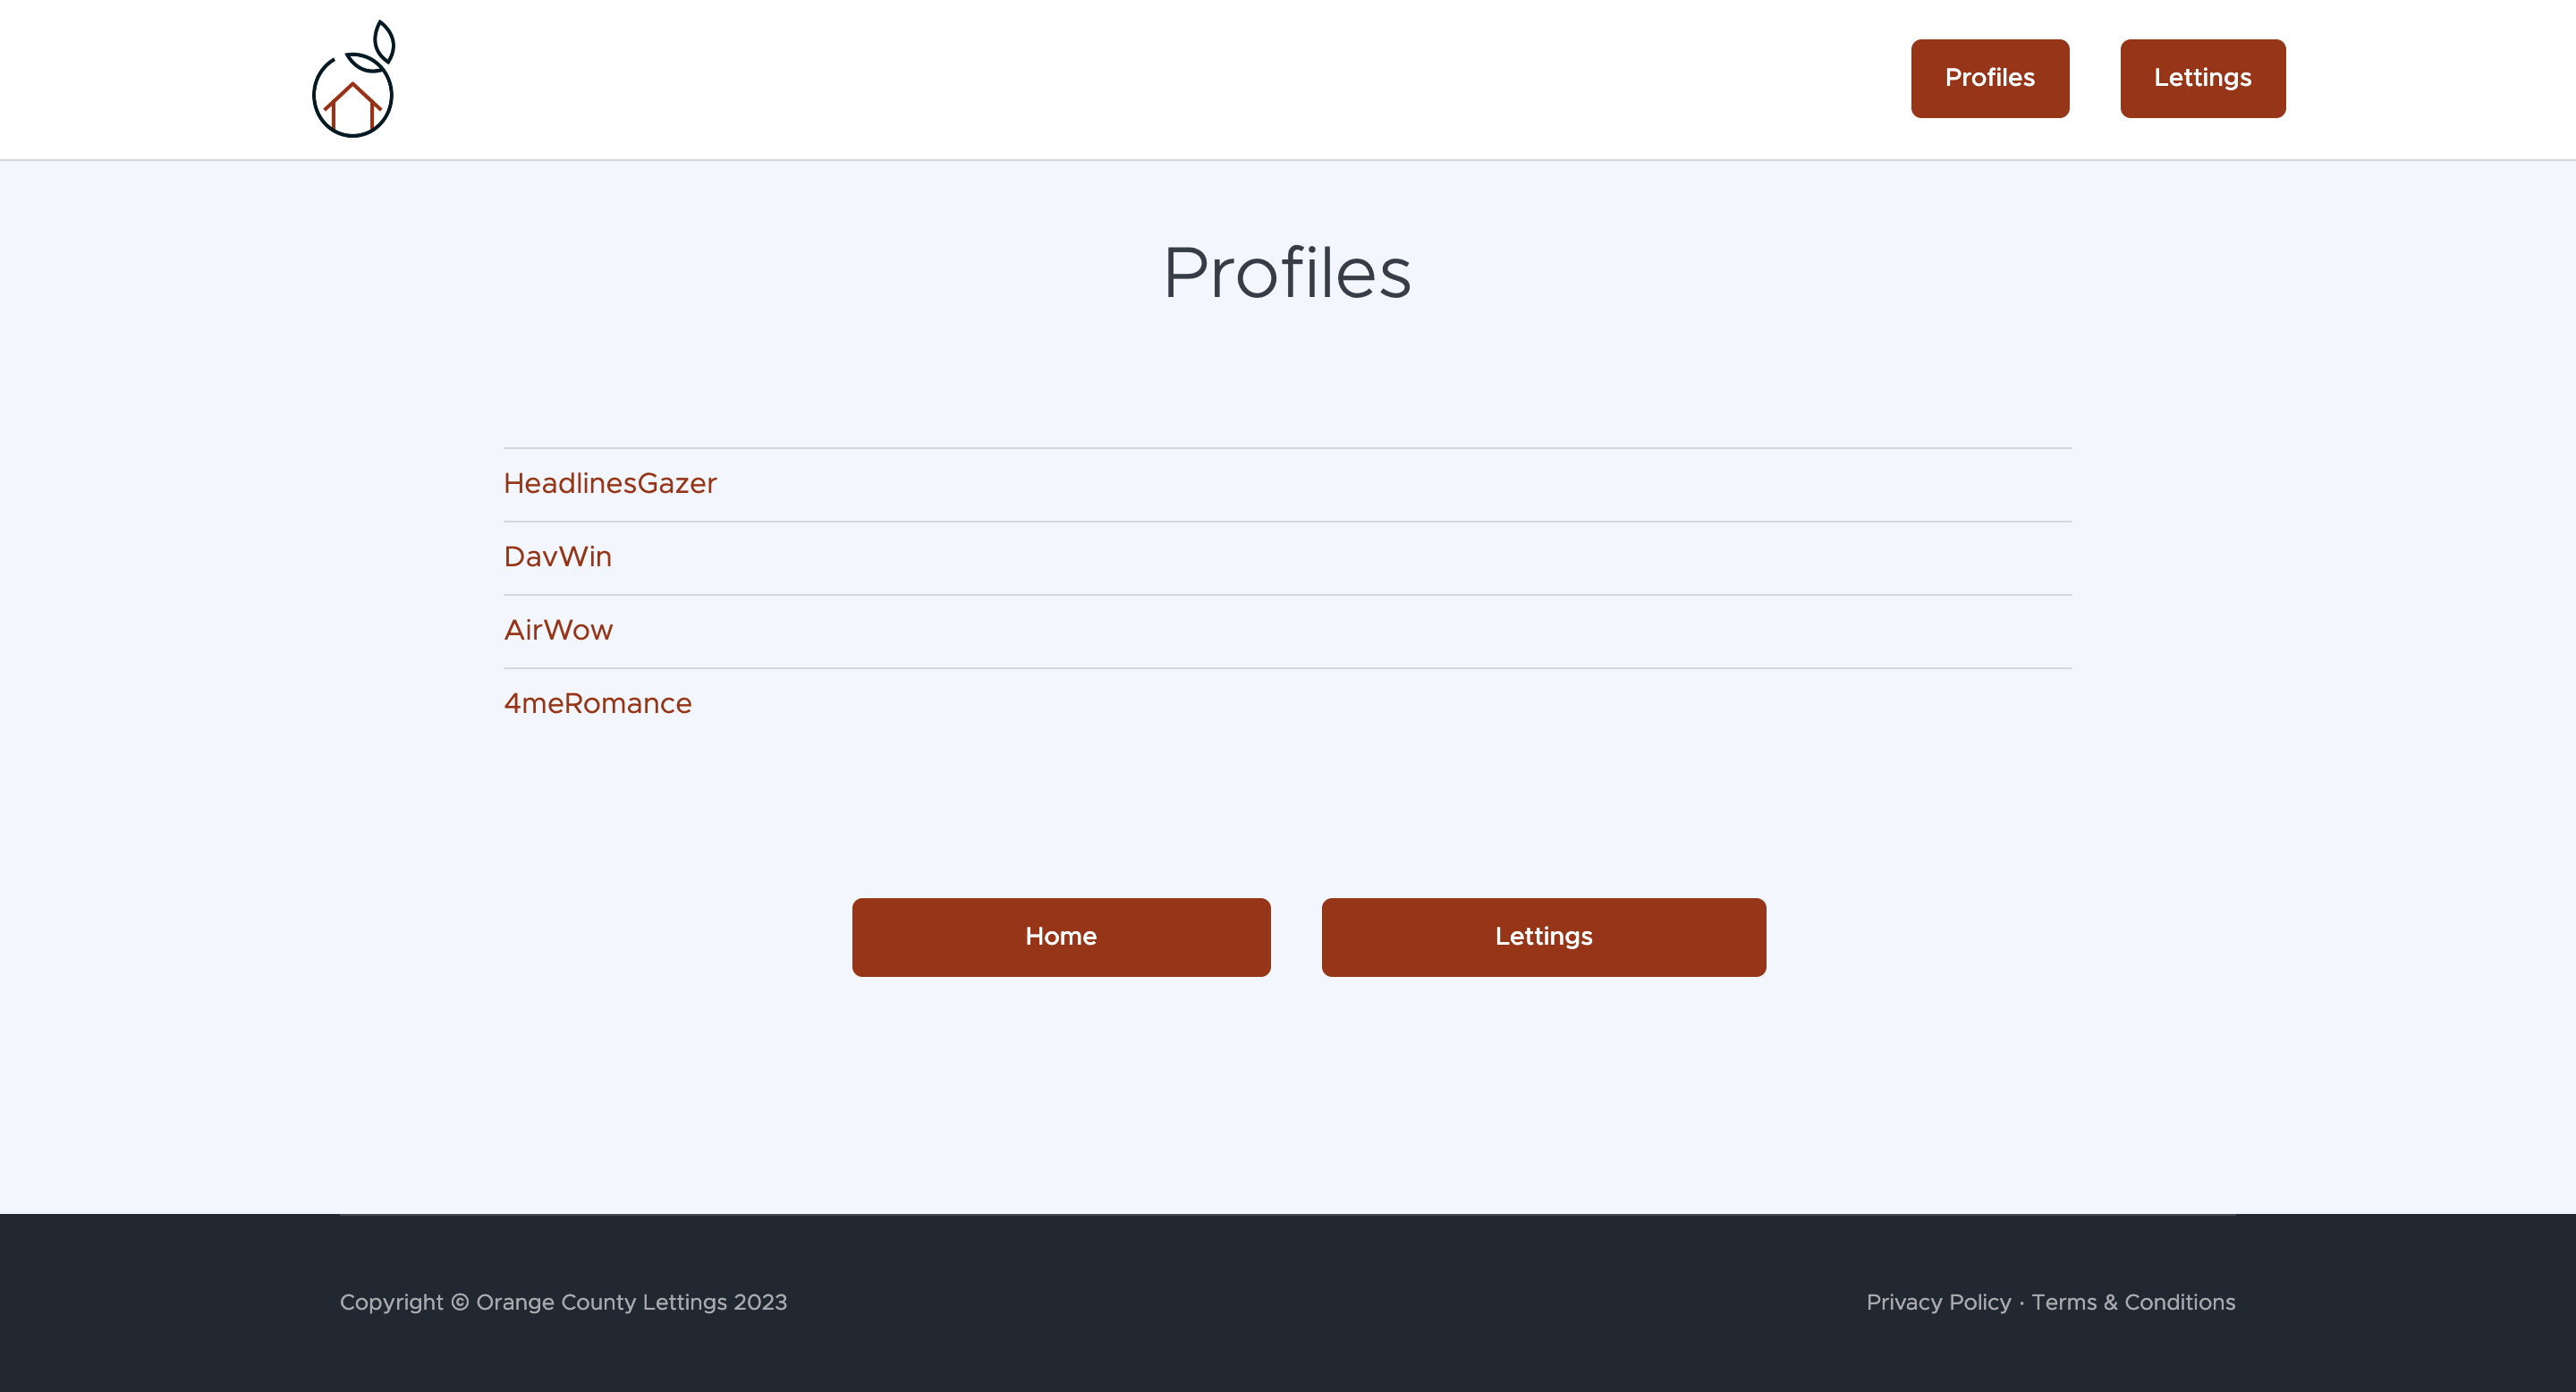 Profiles
Lettings
Profiles
HeadlinesGazer
DavWin
AirWow
4meRomance
Home
Lettings
Copyright © Orange County Lettings 2023
Privacy Policy · Terms & Conditions